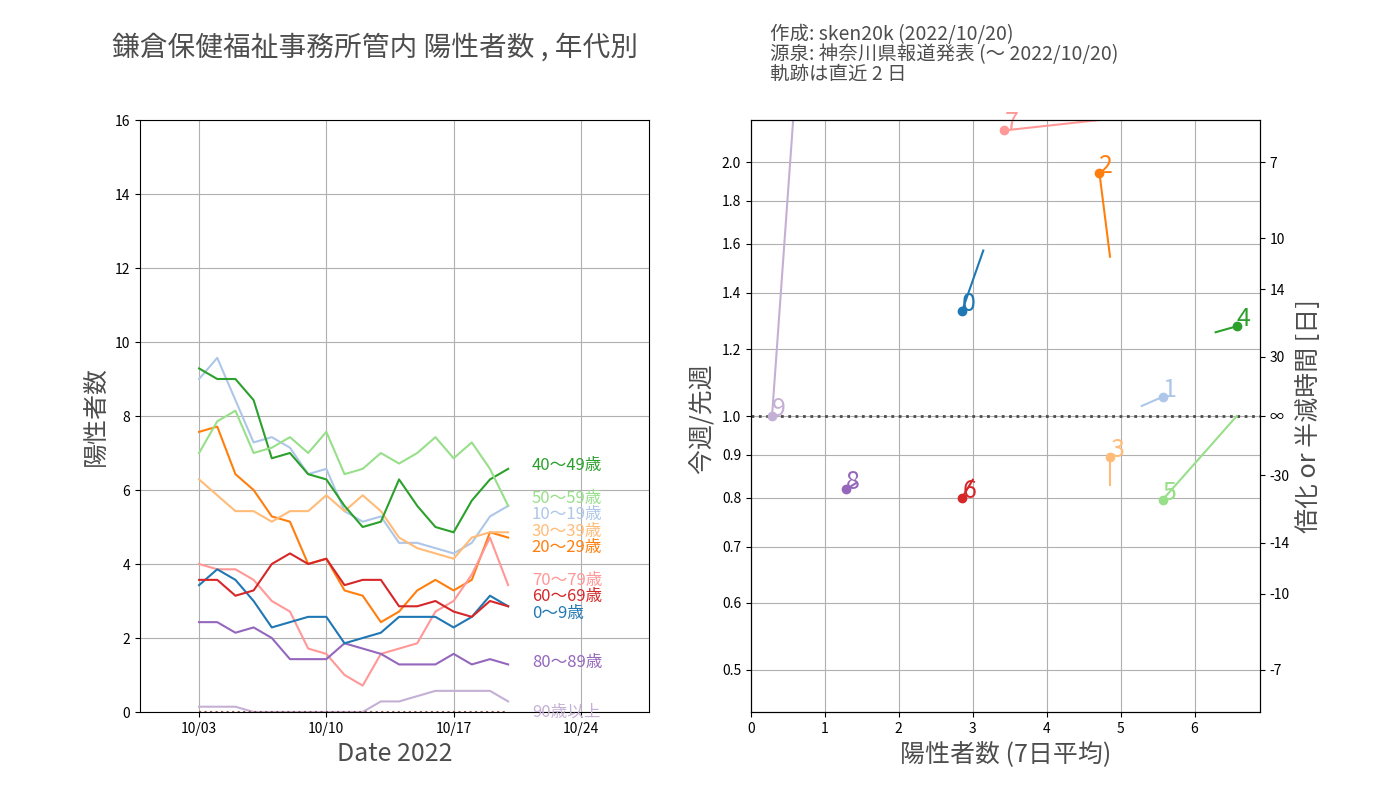 鎌倉保健福祉事務所管内 陽性者数 , 年代別
作成: sken20k (2022/10/20)
源泉: 神奈川県報道発表 (～ 2022/10/20)
軌跡は直近 2 日
陽性者数
16
14
12
10
8
6
4
2
0
40～49歳
50～59歳
10～19歳
30～39歳
20～29歳
70～79歳
60～69歳
0～9歳
80～89歳
90歳以上
10/03
10/10
10/17
10/24
Date 2022
今週/先週
2.0
1.8
1.6
1.4
1.2
1.0
0.9
0.8
0.7
0.6
0.5
7
2
0
4
1
9
3
8
6
5
7
10
14
30
∞
-30
-14
-10
-7
倍化 or 半減時間 [日]
0
1
2
3
4
5
6
陽性者数 (7日平均)